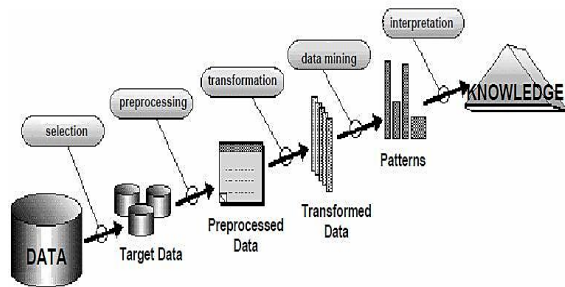 interpretation
data mining
transformation
preprocessing
selection
KNOWLEDGE
Patterns
Transformed
Data
Preprocessed
Data
Target Data
DATA